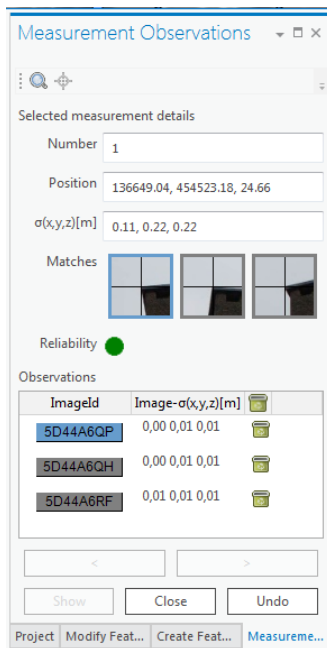 Measurement Observations
Selected measurement details
Number 1
Position 136649.04, 454523.18, 24.66
σ(x,y,z)[m] 0.11, 0.22, 0.22
Matches
Reliability
Observations
ImageId Image-σ(x,y,z)[m]
5D44A6QP 0,00 0,01 0,01
5D44A6QH 0,00 0,01 0,01
5D44A6RF 0,01 0,01 0,01
< >
Show Close Undo
Project Modify Feat... Create Feat... Measureme...